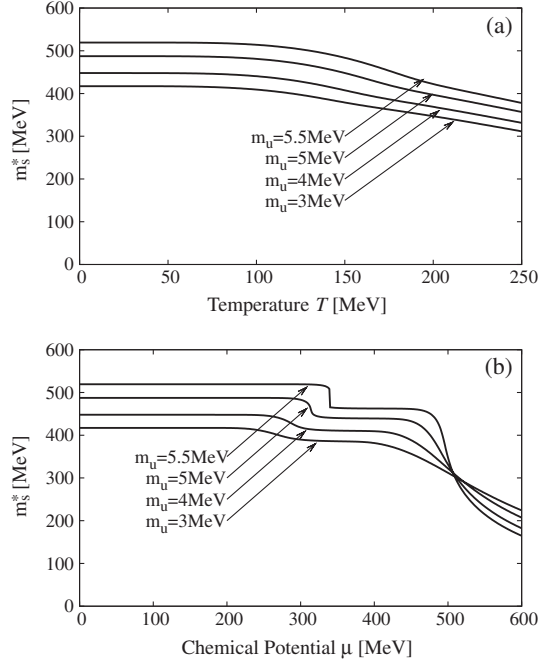 (a)
600
500
400
300
200
100
0
m*s [MeV]
mu=5.5MeV
mu=5MeV
mu=4MeV
mu=3MeV
0 50 100 150 200 250
Temperature T [MeV]
(b)
600
500
400
300
200
100
0
m*s [MeV]
mu=5.5MeV
mu=5MeV
mu=4MeV
mu=3MeV
0 100 200 300 400 500 600
Chemical Potential μ [MeV]